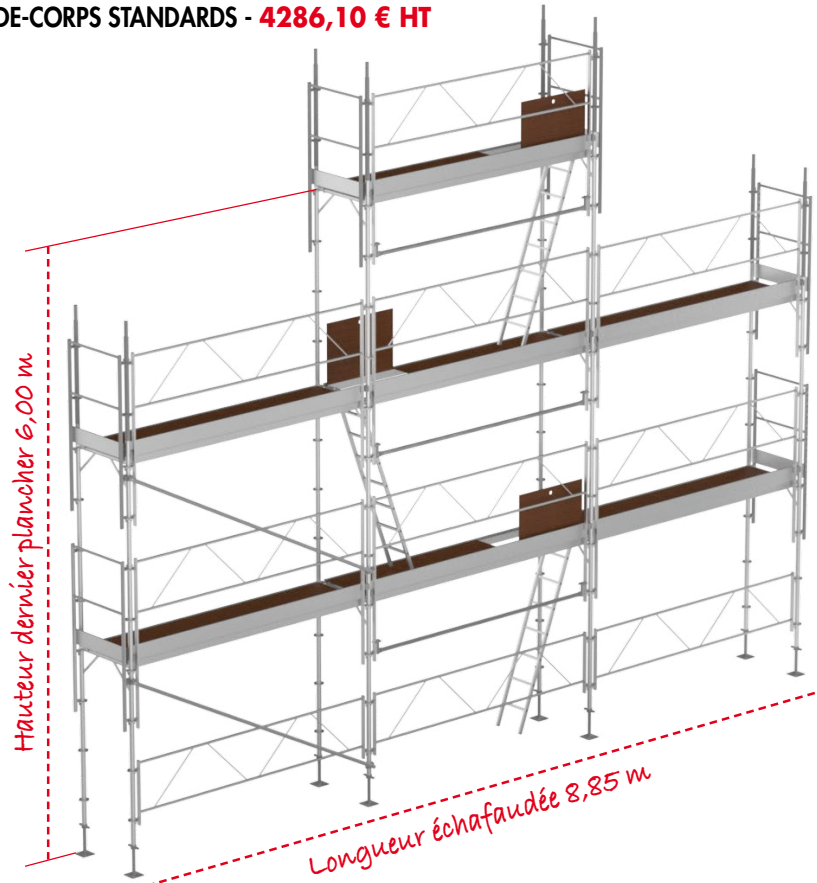 DE-CORPS STANDARDS - 4286,10 € HT
Hauteur dernier plancher 6,00 m
Longueur échafaudée 8,85 m